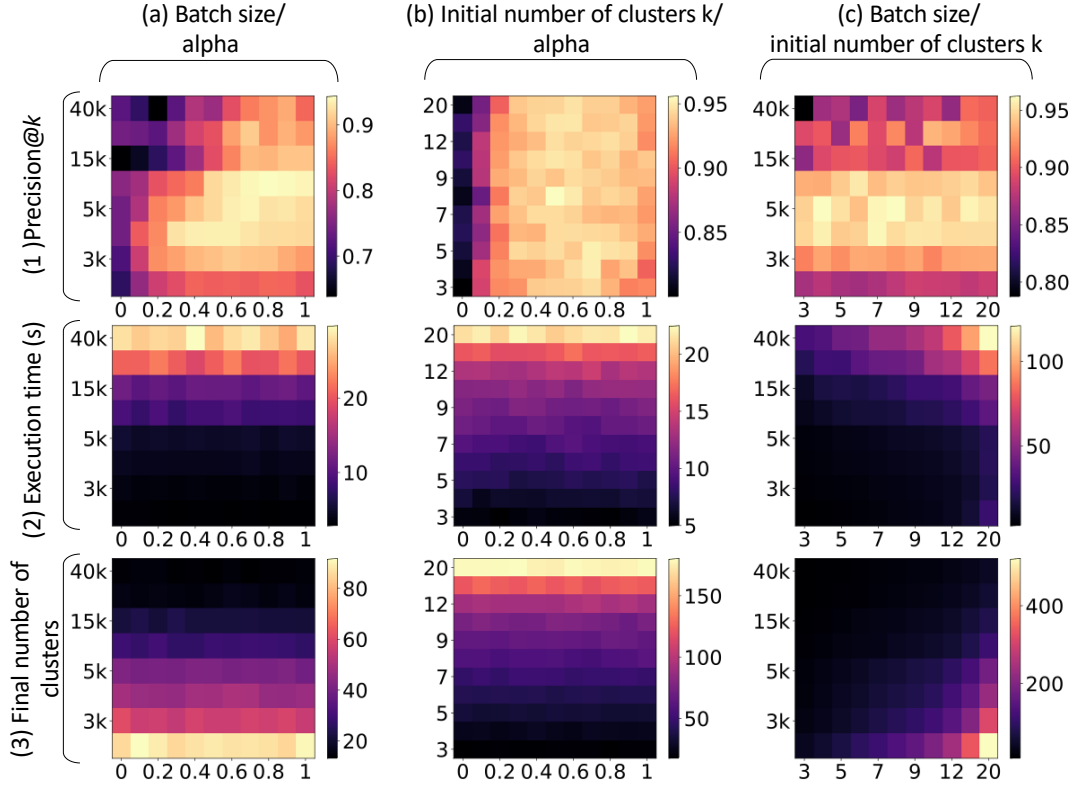 (a) Batch size/
alpha
(b) Initial number of clusters k/
alpha
(c) Batch size/
initial number of clusters k
(1 )Precision@k
40k
15k
5k
3k
0 0.2 0.4 0.6 0.8 1
0.9
0.8
0.7
20
12
9
7
5
3
0 0.2 0.4 0.6 0.8 1
0.95
0.90
0.85
40k
15k
5k
3k
3 5 7 9 12 20
0.95
0.90
0.85
0.80
(2) Execution time (s)
40k
15k
5k
3k
0 0.2 0.4 0.6 0.8 1
20
10
20
12
9
7
5
3
0 0.2 0.4 0.6 0.8 1
20
15
10
5
40k
15k
5k
3k
3 5 7 9 12 20
100
50
(3) Final number of
clusters
40k
15k
5k
3k
0 0.2 0.4 0.6 0.8 1
80
60
40
20
20
12
9
7
5
3
0 0.2 0.4 0.6 0.8 1
150
100
50
40k
15k
5k
3k
3 5 7 9 12 20
400
200